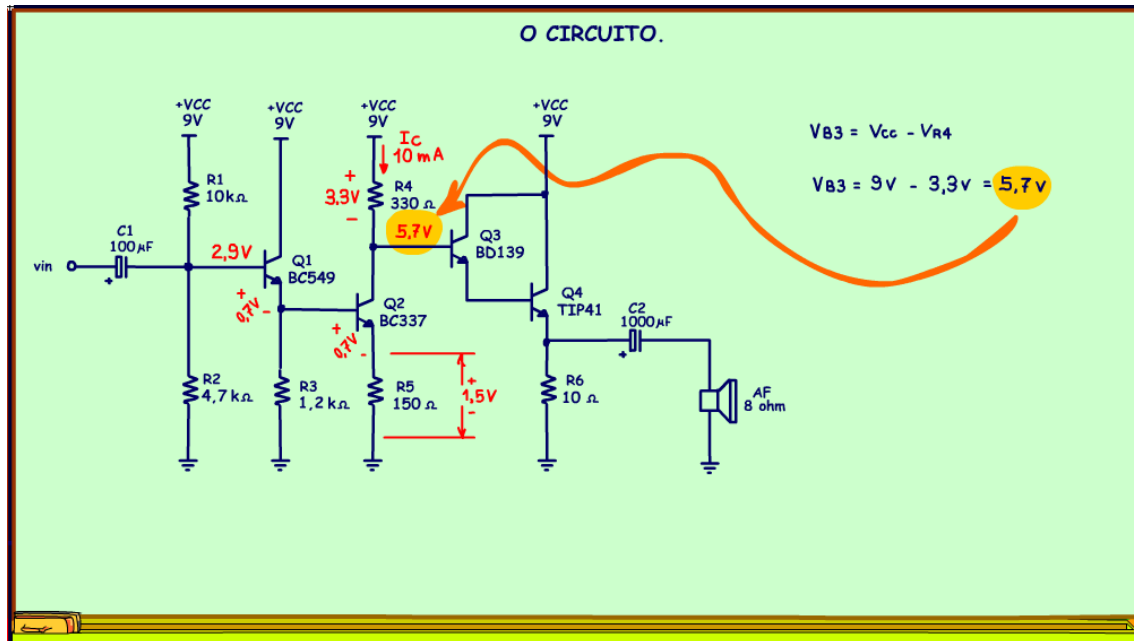 O CIRCUITO.
+VCC
9V
+VCC
9V
+VCC
9V
+VCC
9V
IC
10 mA
VB3 = VCC - VR4
VB3 = 9V - 3,3V = 5,7V
R1
10kΩ
+
3,3V
-
R4
330 Ω
C1
100µF
vin
+
2,9V
Q1
BC549
5,7V
Q3
BD139
+
0,7V
-
Q2
BC337
+
0,7V
-
Q4
TIP41
C2
1000µF
+
R2
4,7 kΩ
R3
1,2 kΩ
R5
150 Ω
+
1,5V
-
R6
10 Ω
AF
8 ohm